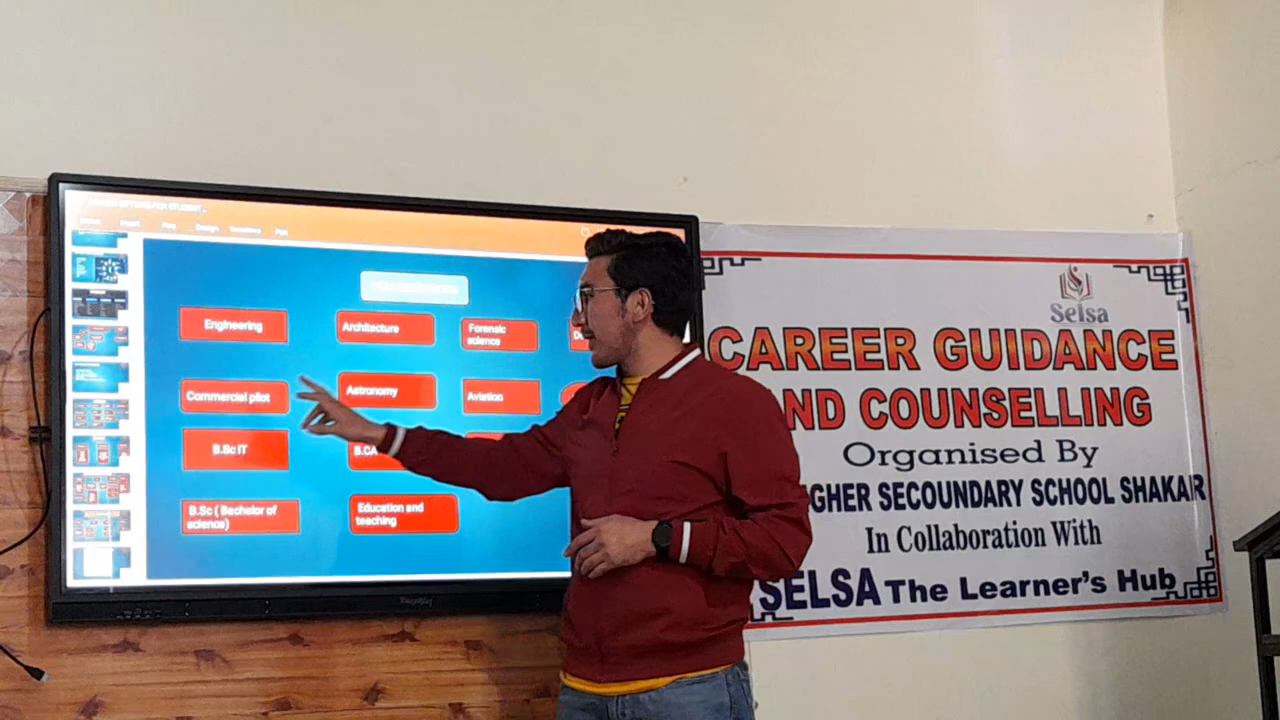 Design
Engineering
Architecture
Forensic
science
Commercial pilot
Astronomy
Aviation
B.Sc IT
B.CA
B.Sc ( Bechelor of
science)
Education and
teaching
Selsa
CAREER GUIDANCE
ND COUNSELLING
Organised By
GHER SECOUNDARY SCHOOL SHAKAR
In Collaboration With
SELSA The Learner's Hub